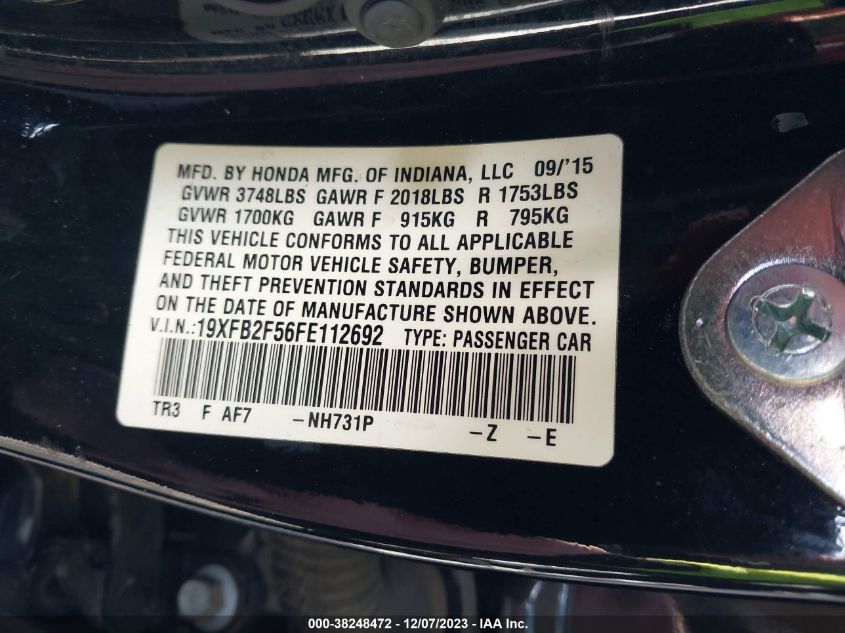 MFD. BY HONDA MFG. OF INDIANA, LLC 09/'15
GVWR 3748LBS GAWR F 2018LBS R 1753LBS
GVWR 1700KG GAWR F 915KG R 795KG
THIS VEHICLE CONFORMS TO ALL APPLICABLE
FEDERAL MOTOR VEHICLE SAFETY, BUMPER,
AND THEFT PREVENTION STANDARDS IN EFFECT
ON THE DATE OF MANUFACTURE SHOWN ABOVE.
V.I.N.:19XFB2F56FE112692 TYPE: PASSENGER CAR
TR3 F AF7 -NH731P -Z -E
000-38248472 - 12/07/2023 - IAA Inc.